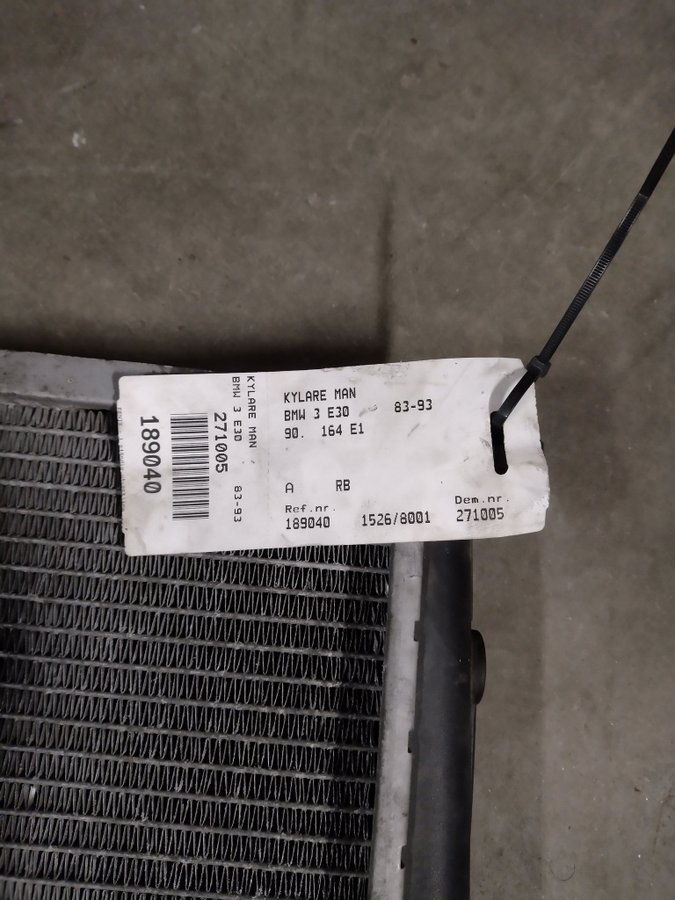 KYLARE MAN
BMW 3 E30 83-93
90. 164 E1
A RB
Ref.nr. Dem.nr.
189040 1526/8001 271005
KYLARE MAN
BMW 3 E30 83-93
271005
189040